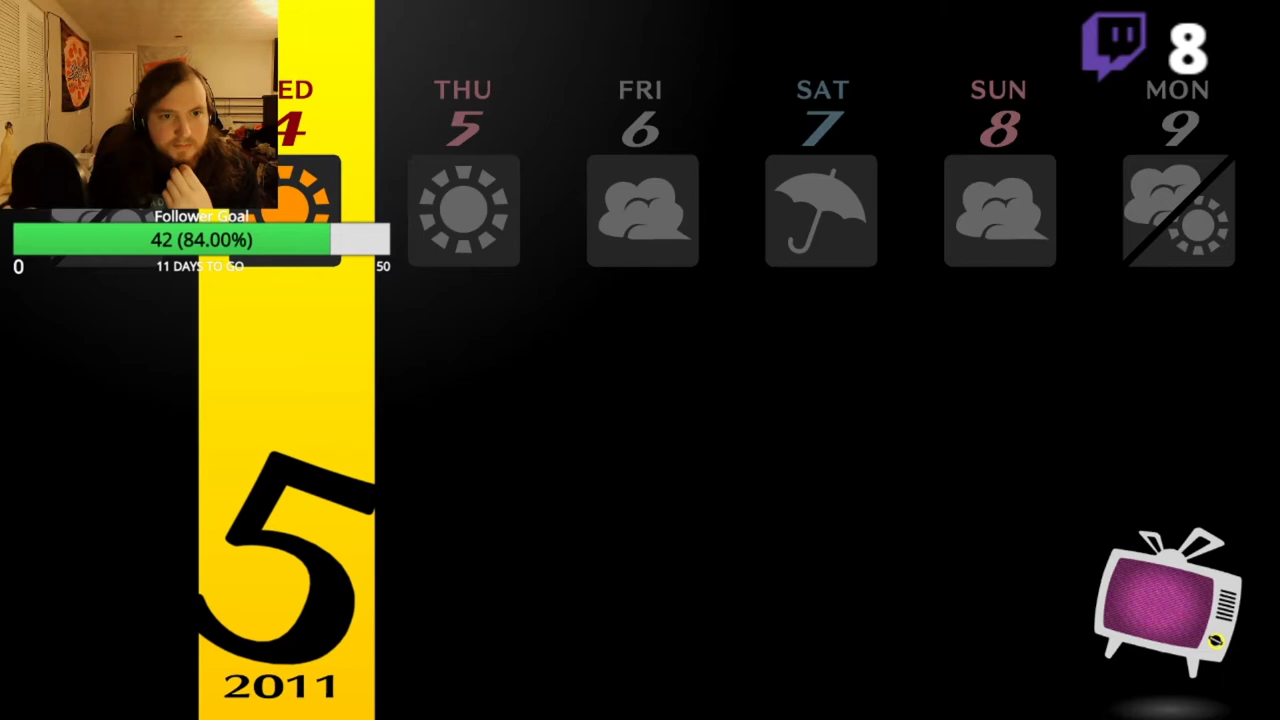 8
ED THU FRI SAT SUN MON
4 5 6 7 8 9
Follower Goal
42 (84.00%)
0 11 DAYS TO GO 50
5
2011